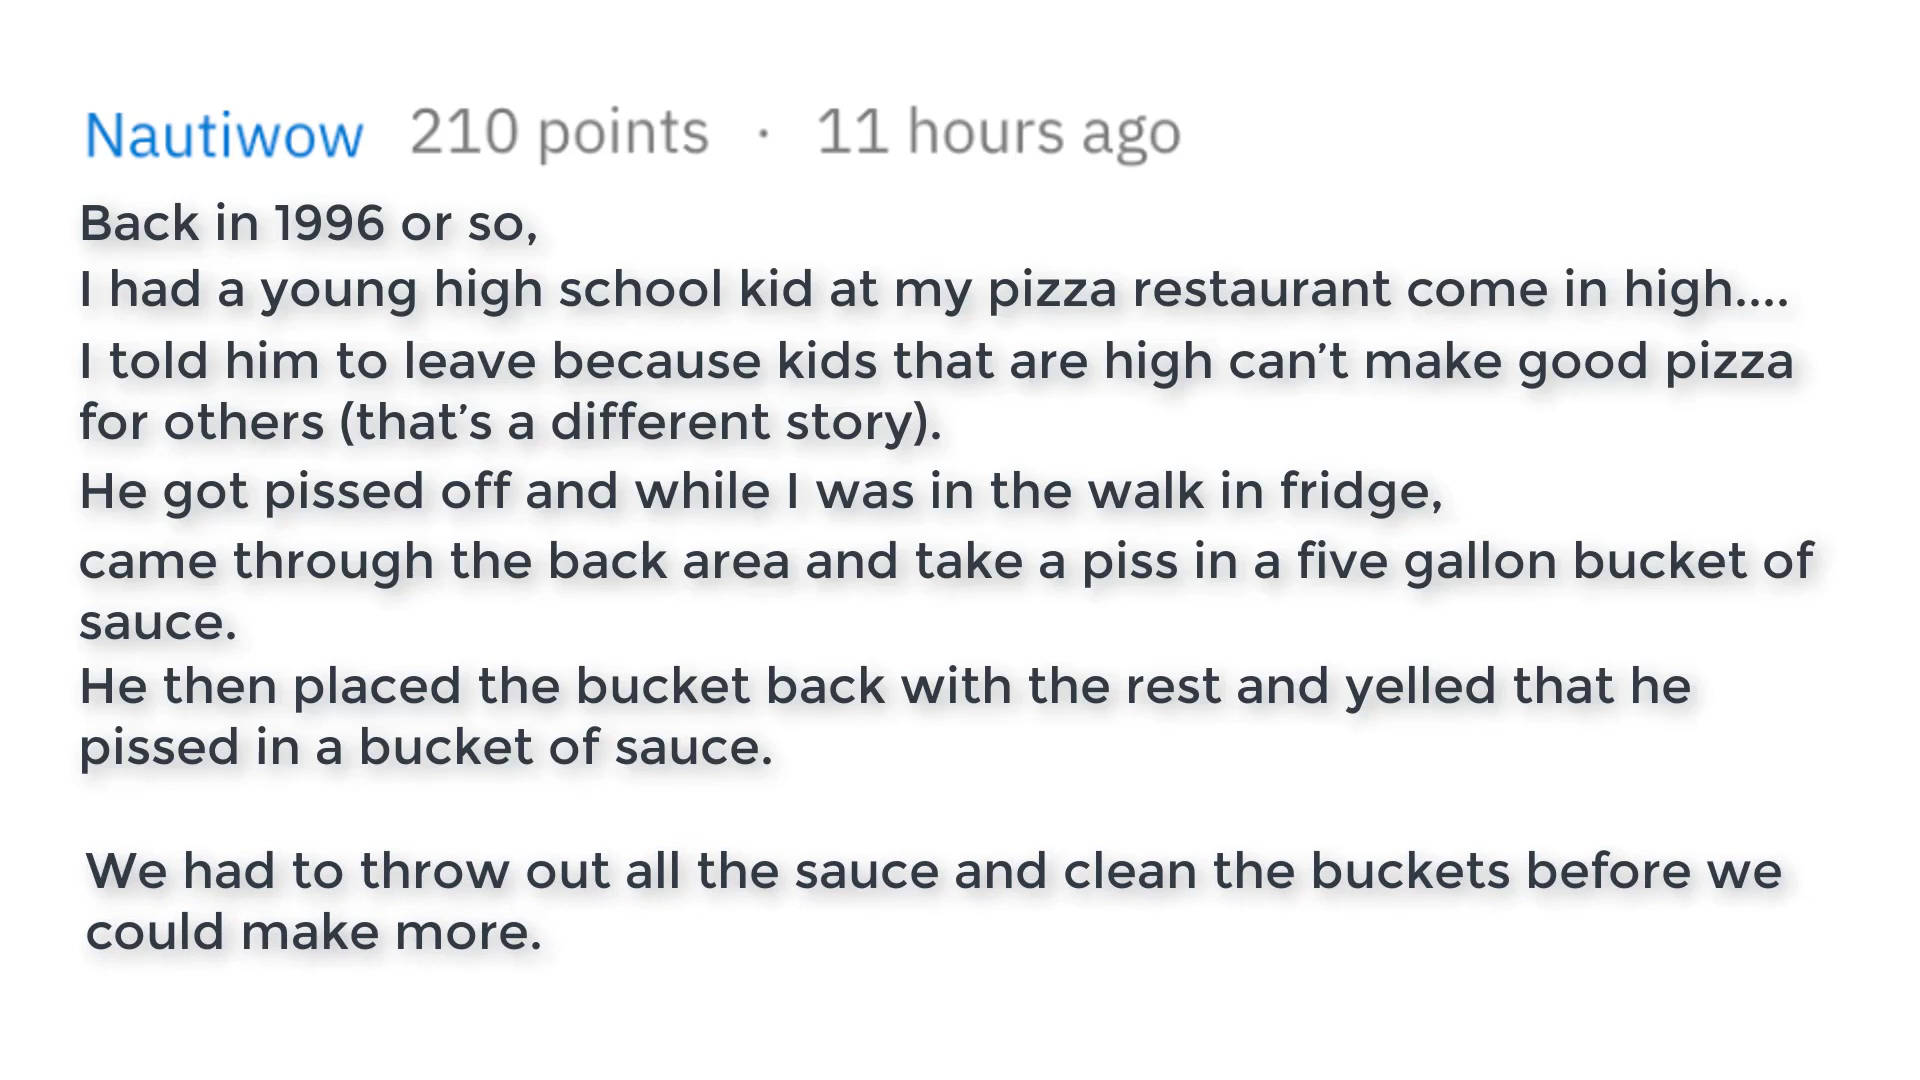 Nautiwow 210 points · 11 hours ago
Back in 1996 or so,
I had a young high school kid at my pizza restaurant come in high....
I told him to leave because kids that are high can’t make good pizza
for others (that’s a different story).
He got pissed off and while I was in the walk in fridge,
came through the back area and take a piss in a five gallon bucket of
sauce.
He then placed the bucket back with the rest and yelled that he
pissed in a bucket of sauce.
We had to throw out all the sauce and clean the buckets before we
could make more.